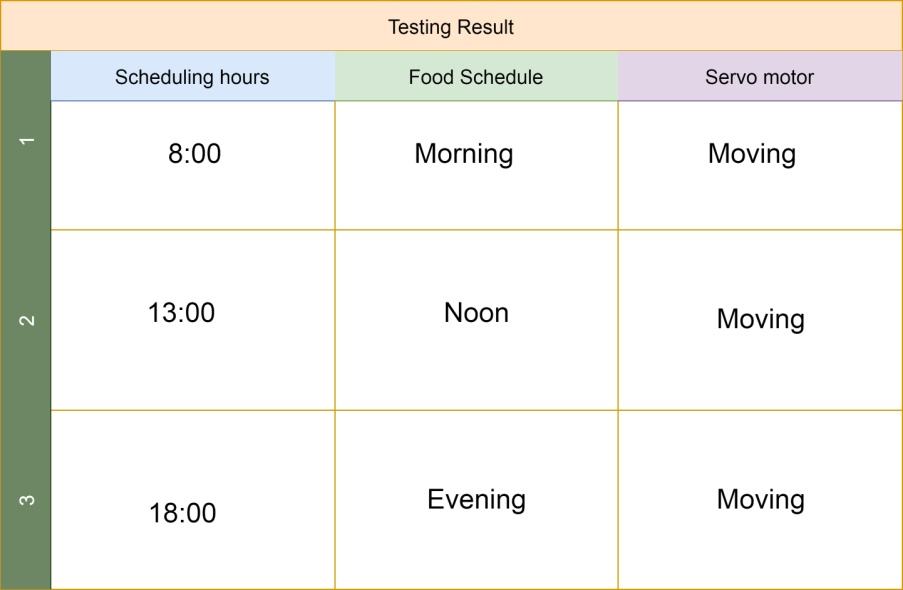 Testing Result
Scheduling hours Food Schedule Servo motor
1 8:00 Morning Moving
2 13:00 Noon Moving
3 18:00 Evening Moving